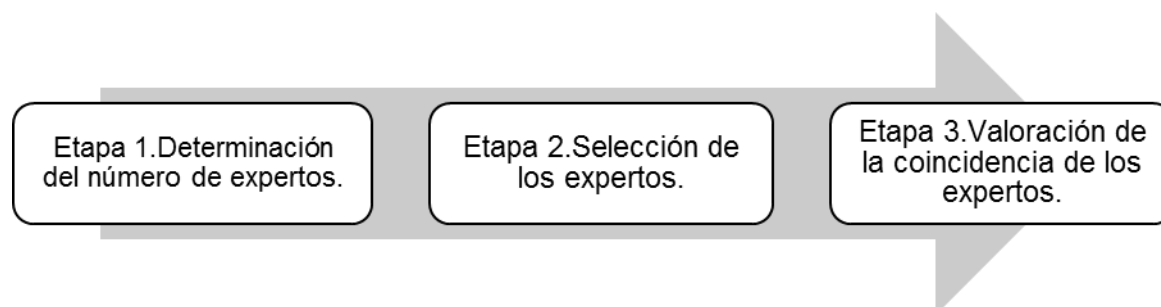 Etapa 1.Determinación
del número de expertos.
Etapa 2.Selección de
los expertos.
Etapa 3.Valoración de
la coincidencia de los
expertos.